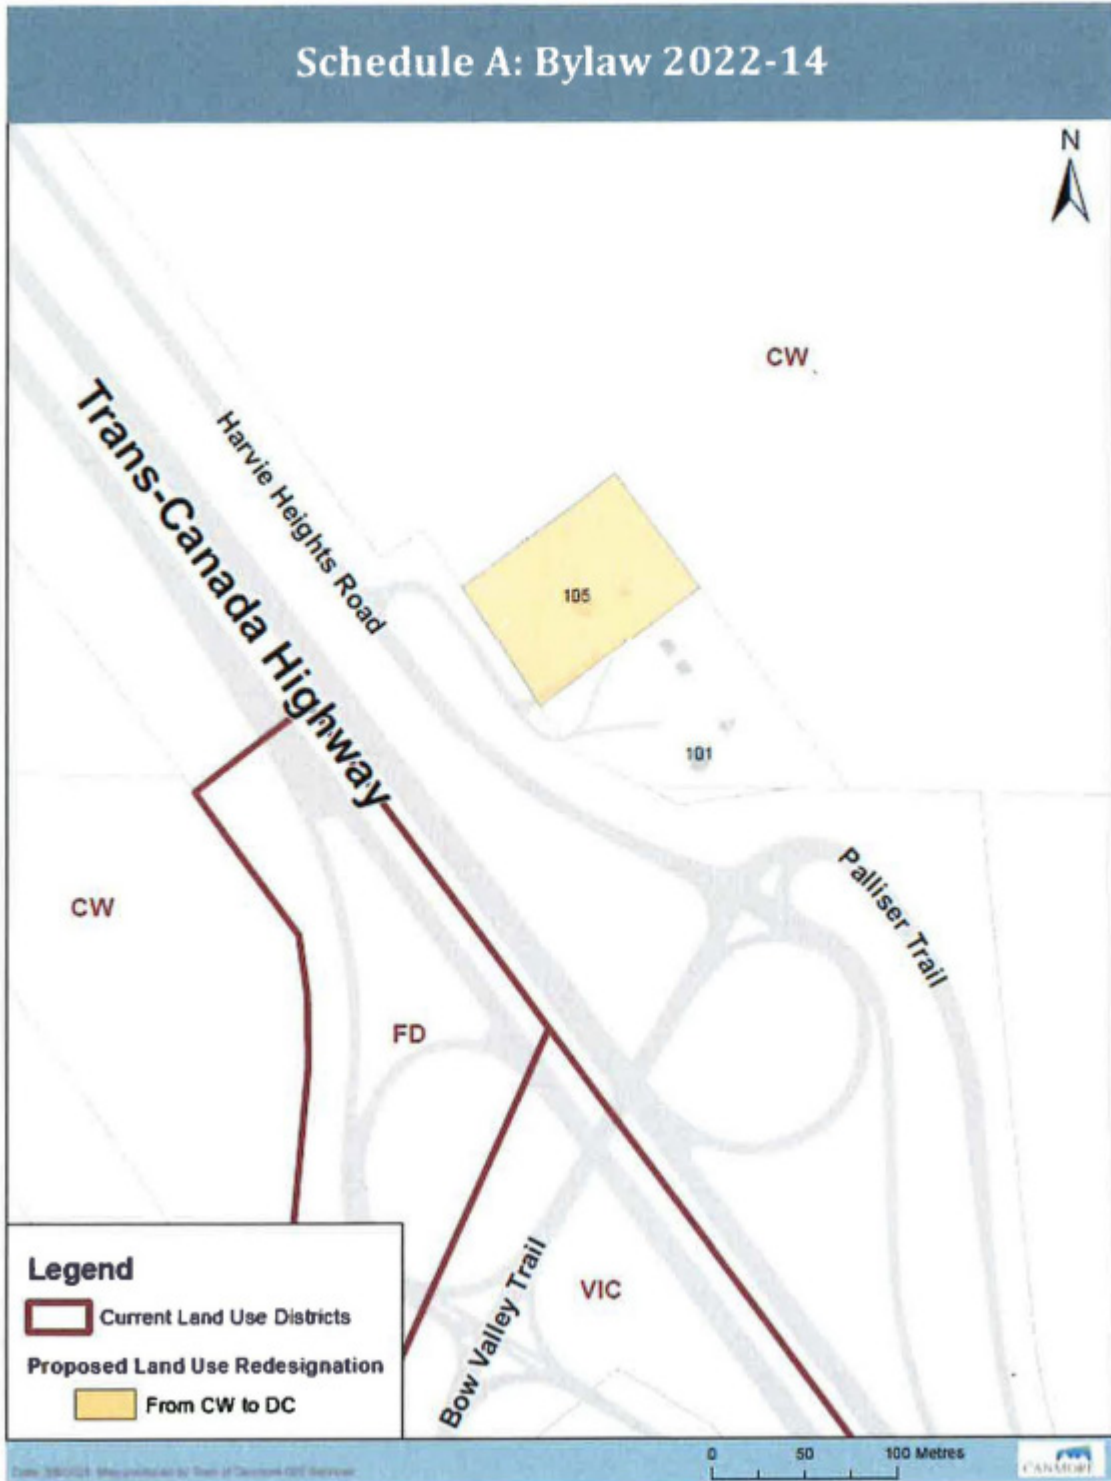 Schedule A: Bylaw 2022-14
N
CW
Trans-Canada Highway
Harvie Heights Road
105
101
Palliser Trail
CW
FD
VIC
Bow Valley Trail
Legend
Current Land Use Districts
Proposed Land Use Redesignation
From CW to DC
0 50 100 Metres
CANMORE